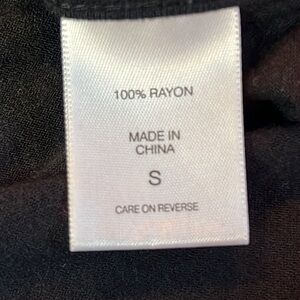 100% RAYON
MADE IN
CHINA
S
CARE ON REVERSE